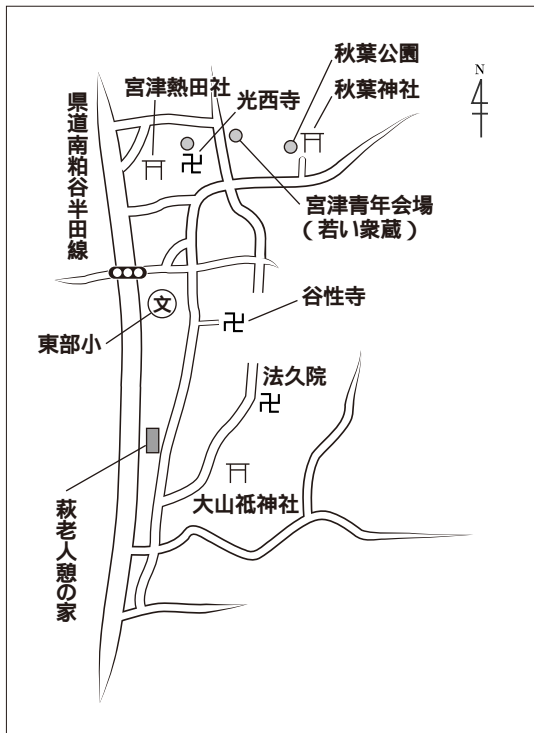 秋葉公園
N
宮津熱田社
秋葉神社
光西寺
県道南粕谷半田線
宮津青年会場
(若い衆蔵)
谷性寺
文
東部小
法久院
大山祇神社
萩老人憩の家